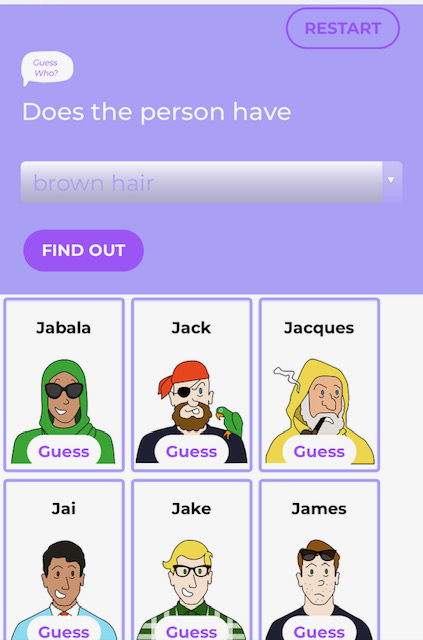 RESTART
Guess
Who?
Does the person have
brown hair
FIND OUT
Jabala
Jack
Jacques
Guess
Guess
Guess
Jai
Jake
James
Guess
Guess
Guess